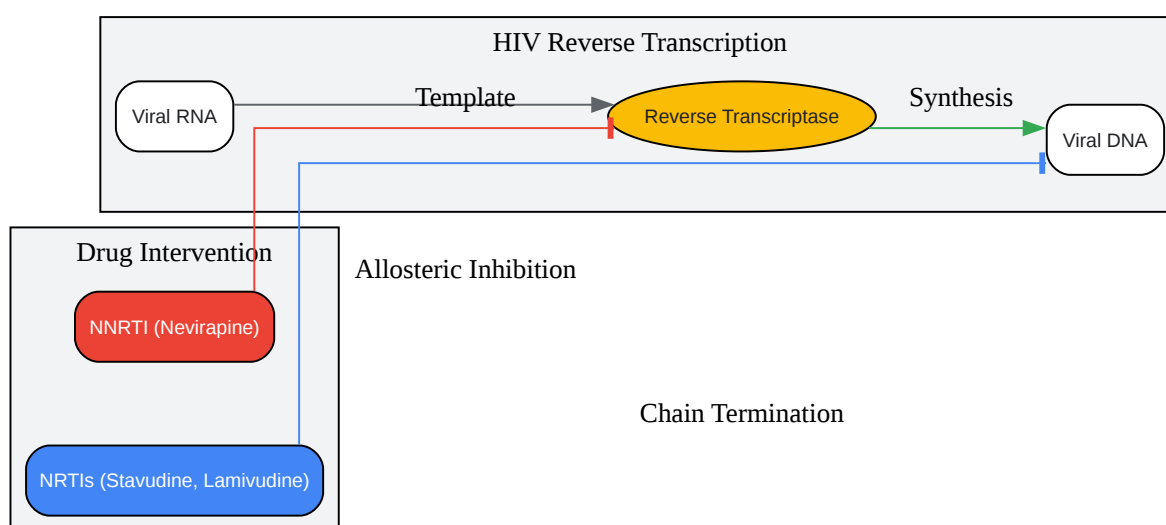 HIV Reverse Transcription
Viral RNA
Template
Reverse Transcriptase
Synthesis
Viral DNA
Drug Intervention
Allosteric Inhibition
NNRTI (Nevirapine)
Chain Termination
NRTIs (Stavudine, Lamivudine)